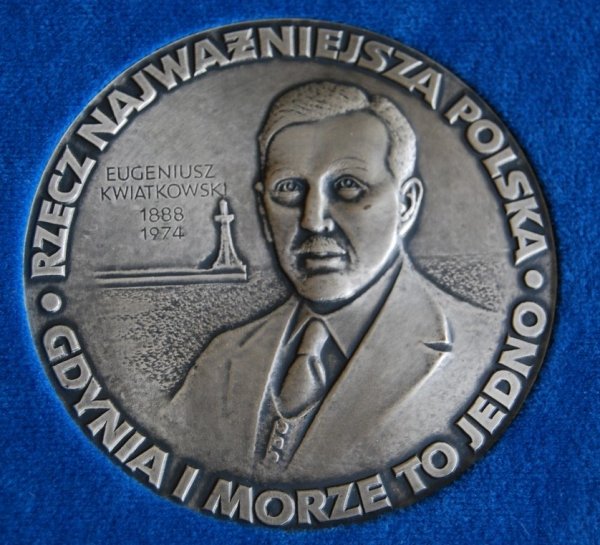 RZECZ NAJWAŻNIEJSZA POLSKA
EUGENIUSZ
KWIATKOWSKI
1888
1974
GDYNIA I MORZE TO JEDNO